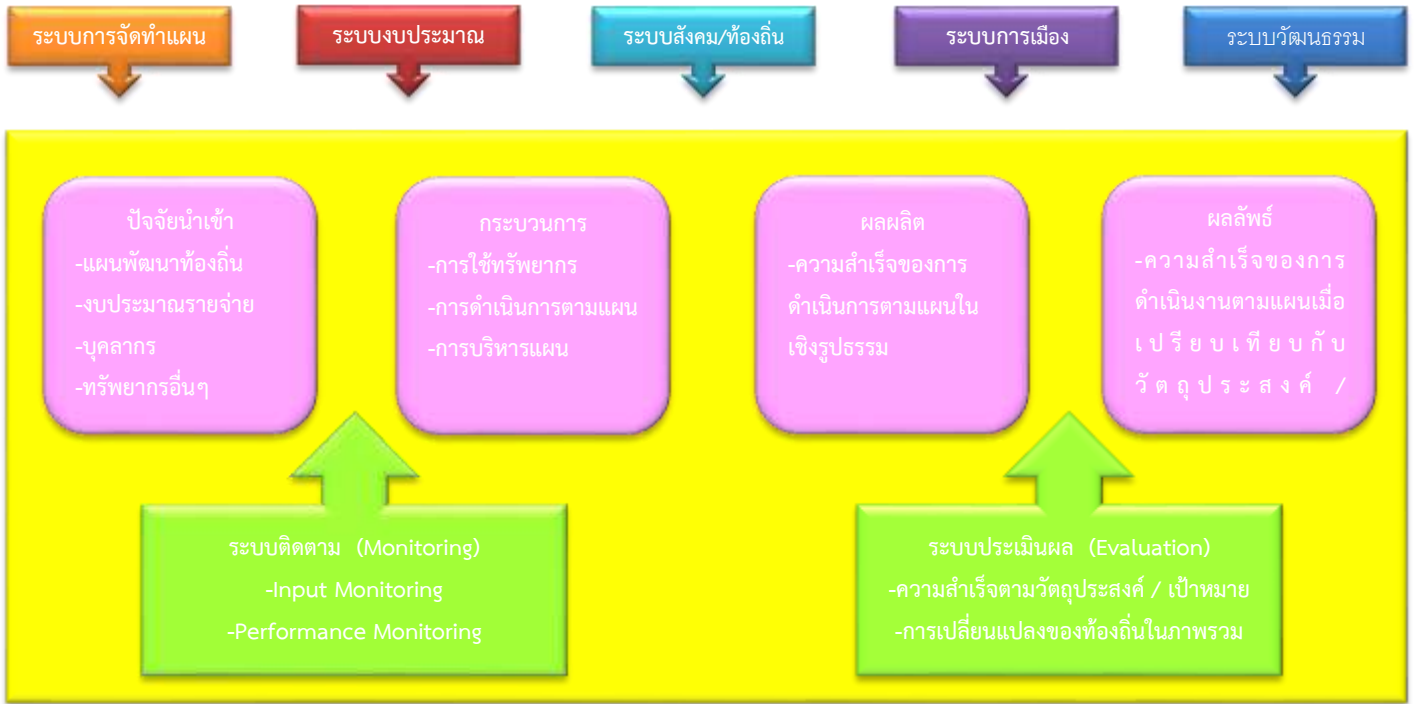 ระบบการจัดทำแผน
ระบบงบประมาณ
ระบบสังคม/ท้องถิ่น
ระบบการเมือง
ระบบวัฒนธรรม
ปัจจัยนำเข้า
-แผนพัฒนาท้องถิ่น
-งบประมาณรายจ่าย
-บุคลากร
-ทรัพยากรอื่นๆ
กระบวนการ
-การใช้ทรัพยากร
-การดำเนินการตามแผน
-การบริหารแผน
ผลผลิต
-ความสำเร็จของการ
ดำเนินการตามแผนใน
เชิงรูปธรรม
ผลลัพธ์
-ความสำเร็จของการ
ดำเนินงานตามแผนเมื่อ
เปรียบเทียบกับ
วัตถุประสงค์ /
ระบบติดตาม (Monitoring)
-Input Monitoring
-Performance Monitoring
ระบบประเมินผล (Evaluation)
-ความสำเร็จตามวัตถุประสงค์ / เป้าหมาย
-การเปลี่ยนแปลงของท้องถิ่นในภาพรวม